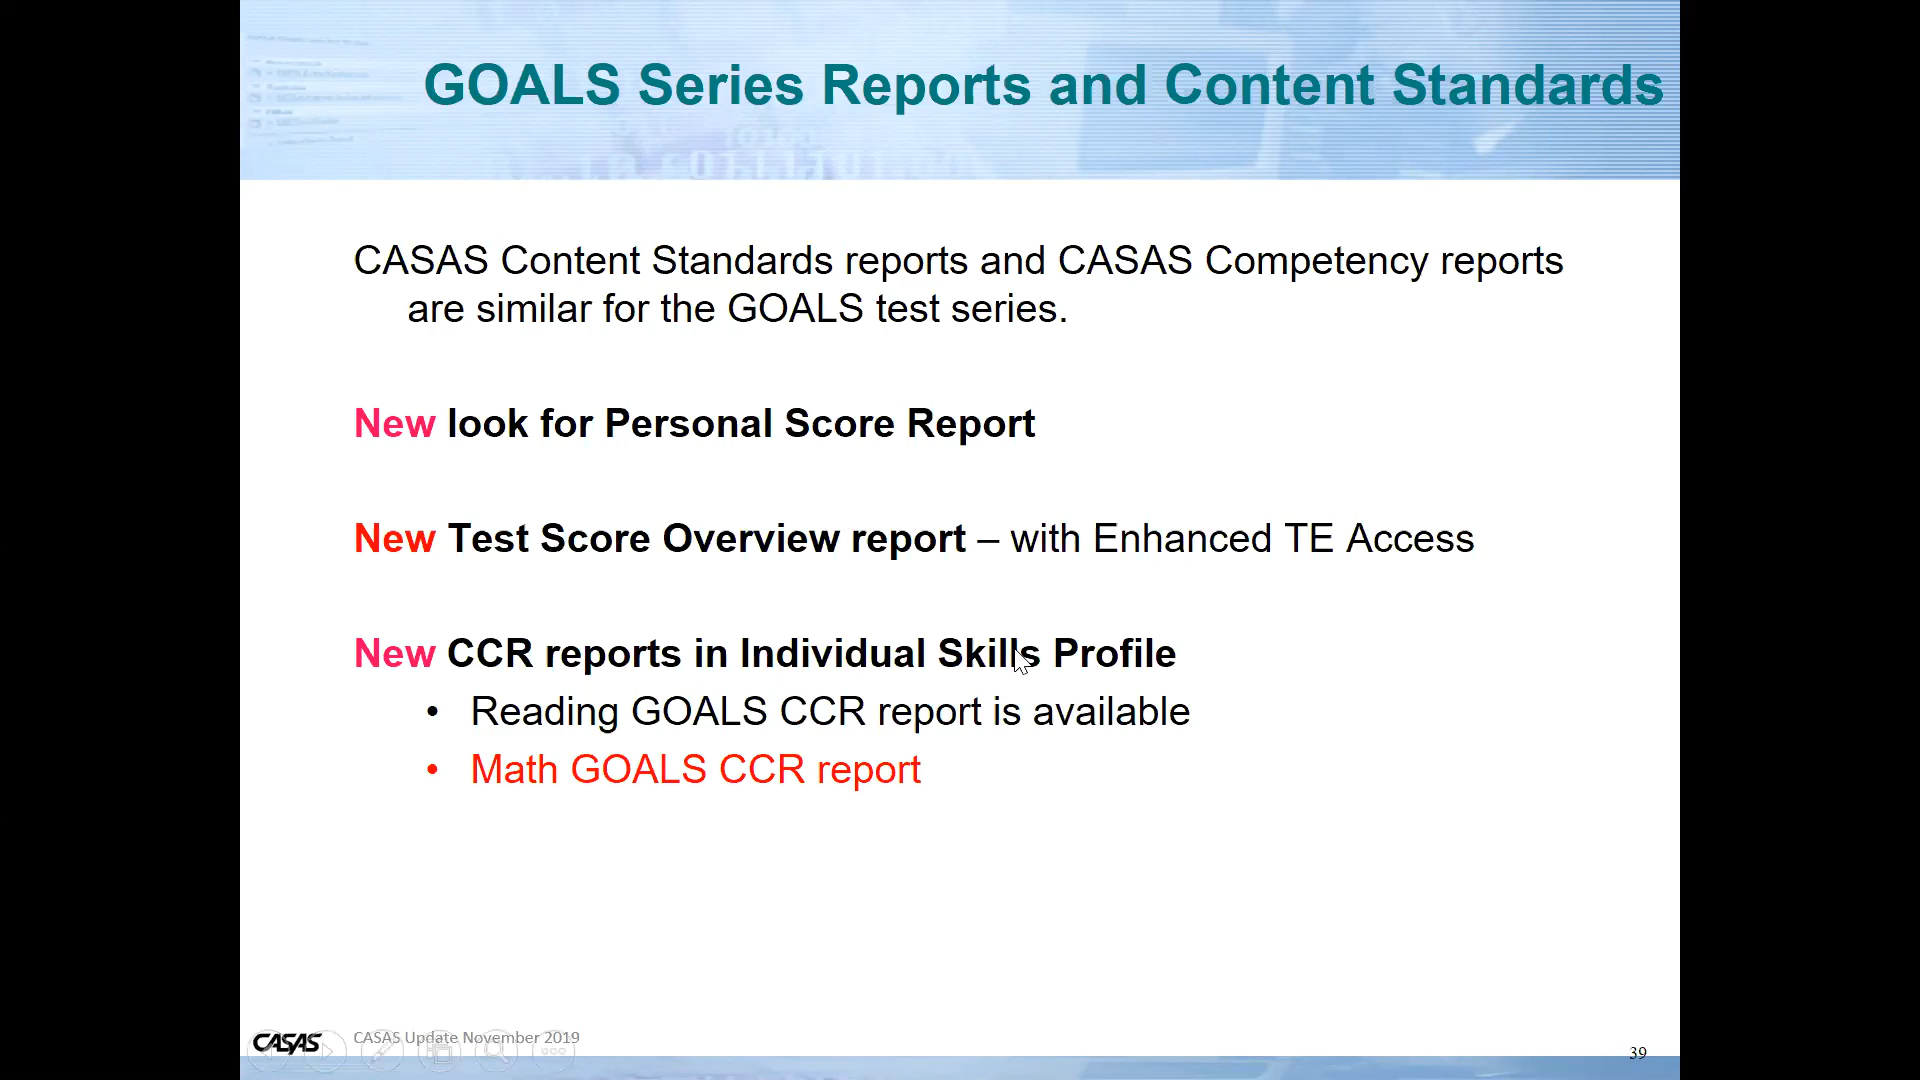 GOALS Series Reports and Content Standards
CASAS Content Standards reports and CASAS Competency reports
are similar for the GOALS test series.
New look for Personal Score Report
New Test Score Overview report – with Enhanced TE Access
New CCR reports in Individual Skills Profile
• Reading GOALS CCR report is available
• Math GOALS CCR report
CASAS
CASAS Update November 2019
39